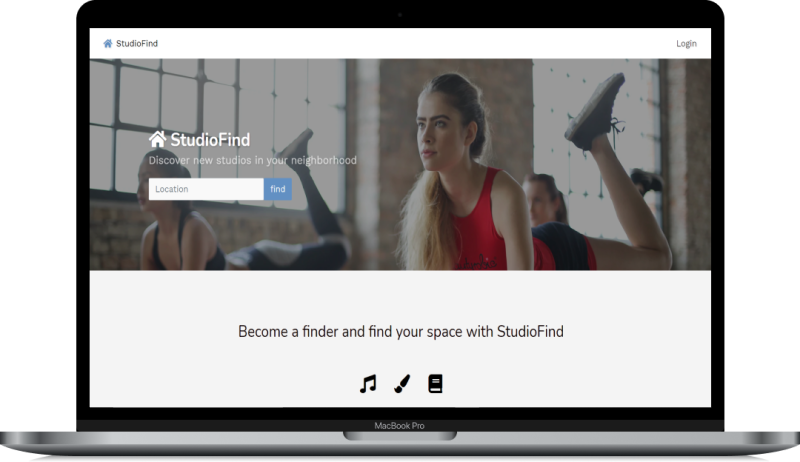 StudioFind
Login
StudioFind
Discover new studios in your neighborhood
Location
find
Become a finder and find your space with StudioFind
MacBook Pro